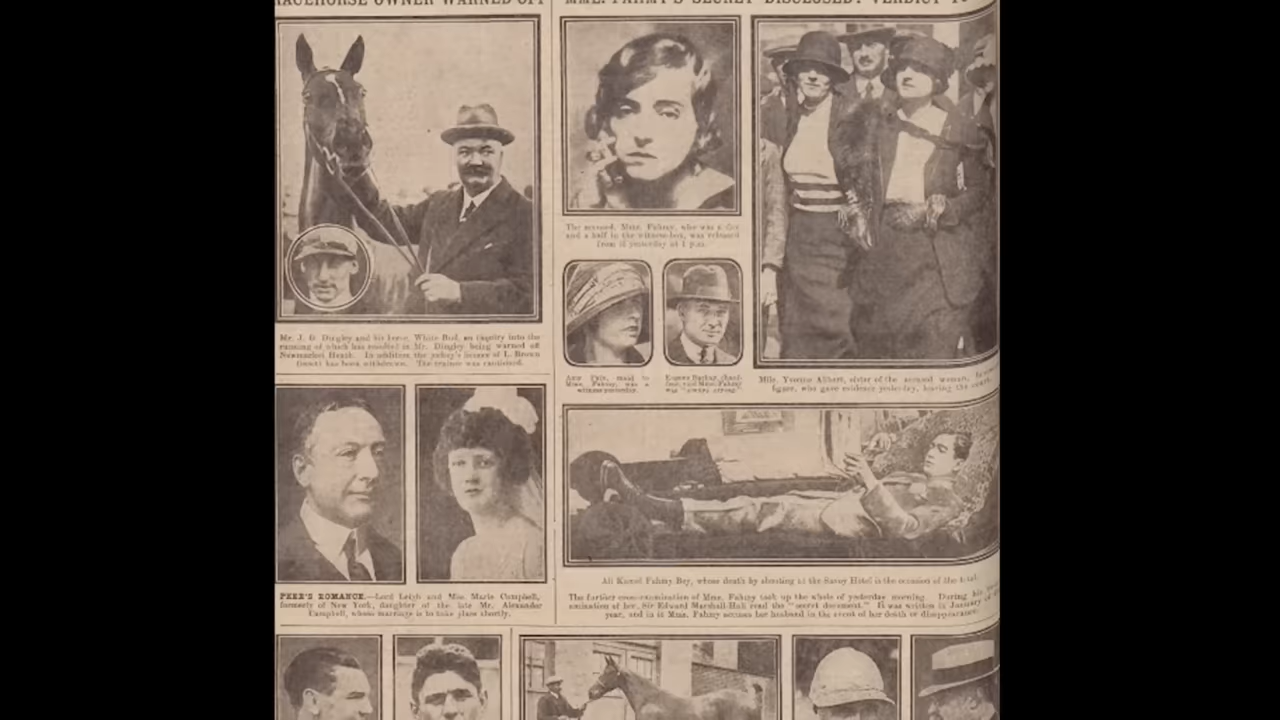 RACEHORSE OWNER WARNED OFF
MME. FAHMY'S SECRET DISCLOSED: VERDICT TO
The accused, Mme. Fahmy, who was a day
and a half in the witness-box, was released
from it yesterday at 1 p.m.
Mr. J. G. Dingley and his horse, White Bud, an inquiry into the
running of which has resulted in Mr. Dingley being warned off
Newmarket Heath. In addition the jockey's licence of L. Brown
(inset) has been withdrawn. The trainer was cautioned.
maid to
Mme. Fahmy, was a
witness yesterday.
said Mme. Fahmy
was "always crying."
Mlle. Yvonne Alibert, sister of the accused woman,
figure, who gave evidence yesterday, leaving the court.
PEER'S ROMANCE.—Lord Leigh and Miss Marie Campbell,
formerly of New York, daughter of the late Mr. Alexander
Campbell, whose marriage is to take place shortly.
Ali Kamel Fahmy Bey, whose death by shooting at the Savoy Hotel is the occasion of the trial.
The further cross-examination of Mme. Fahmy took up the whole of yesterday morning. During his
amination of her, Sir Edward Marshall-Hall read the "secret document." It was written in January of
year, and in it Mme. Fahmy accuses her husband in the event of her death or disappearance.